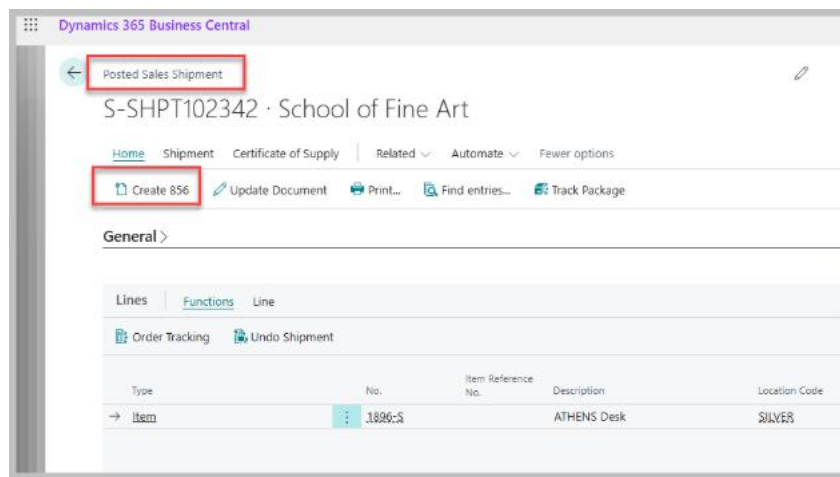 Dynamics 365 Business Central
Posted Sales Shipment
S-SHPT102342 · School of Fine Art
Home Shipment Certificate of Supply Related Automate Fewer options
Create 856 Update Document Print... Find entries... Track Package
General
Lines Functions Line
Order Tracking Undo Shipment
Type No. Item Reference No. Description Location Code
Item 1896-S ATHENS Desk SILVER